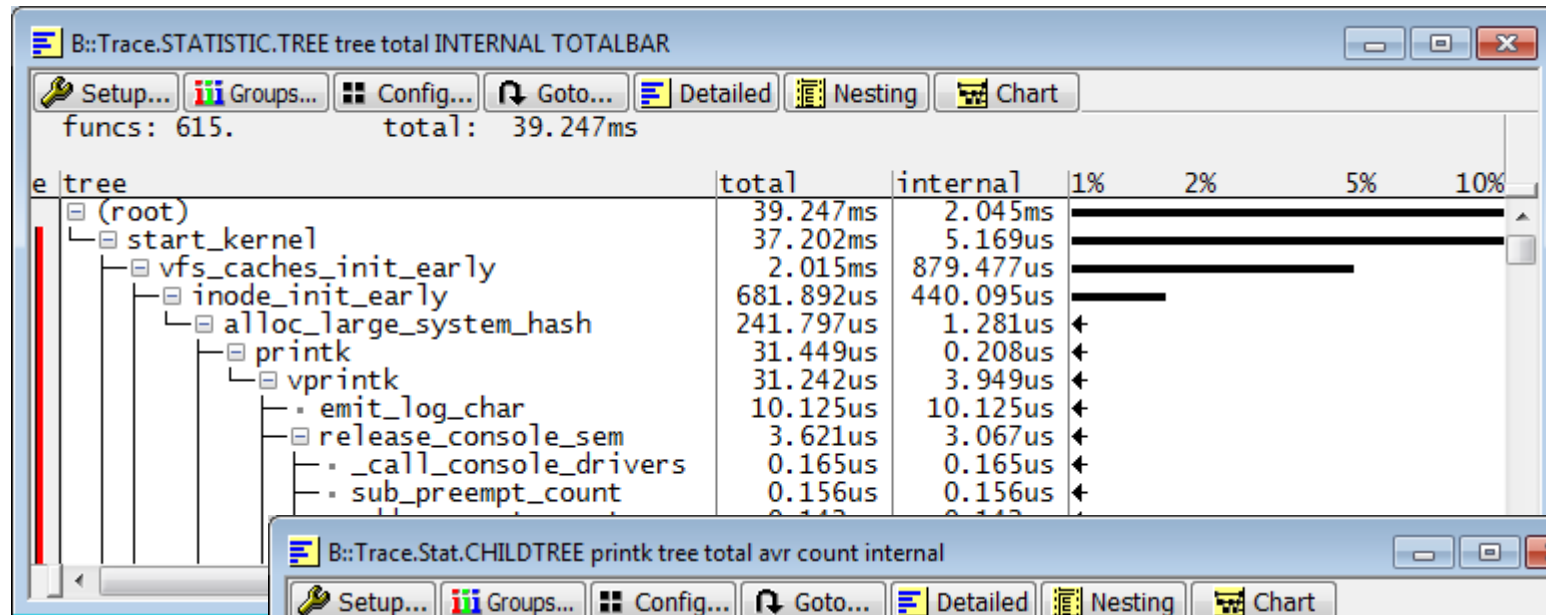 B::Trace.STATISTIC.TREE tree total INTERNAL TOTALBAR
Setup... Groups... Config... Goto... Detailed Nesting Chart
funcs: 615. total: 39.247ms
e tree total internal 1% 2% 5% 10%
(root) 39.247ms 2.045ms
start_kernel 37.202ms 5.169us
vfs_caches_init_early 2.015ms 879.477us
inode_init_early 681.892us 440.095us
alloc_large_system_hash 241.797us 1.281us
printk 31.449us 0.208us
vprintk 31.242us 3.949us
emit_log_char 10.125us 10.125us
release_console_sem 3.621us 3.067us
_call_console_drivers 0.165us 0.165us
sub_preempt_count 0.156us 0.156us
B::Trace.Stat.CHILDTREE printk tree total avr count internal
Setup... Groups... Config... Goto... Detailed Nesting Chart